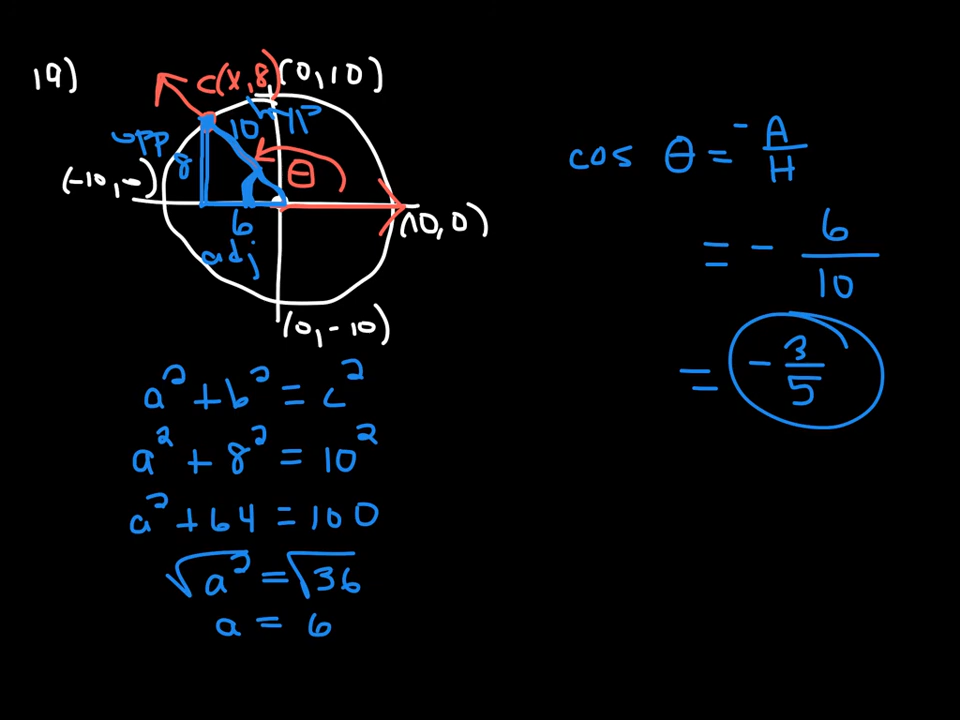 19)
C(x,8)
(0,10)
opp
8
10
θ
(-10,0)
6
adj
(10,0)
(0,-10)
a² + b² = c²
a² + 8² = 10²
a² + 64 = 100
√a² = √36
a = 6
cos θ = - A/H
= - 6/10
= - 3/5